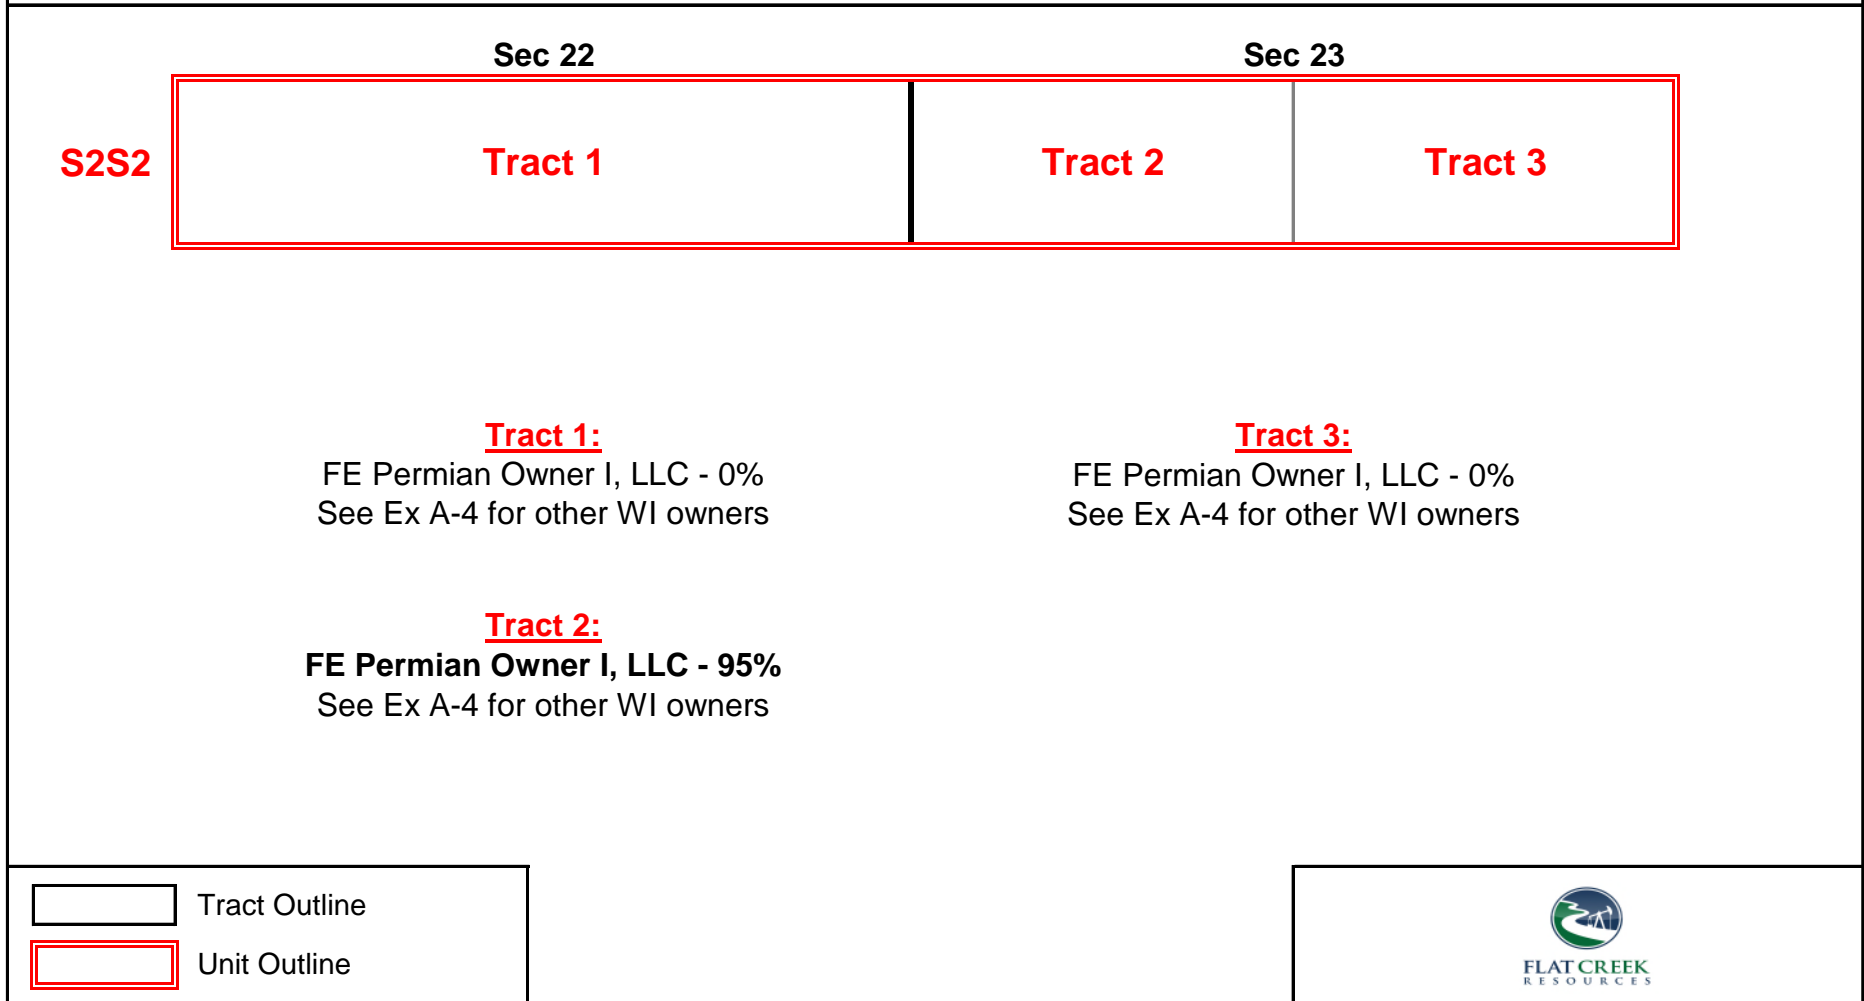 Sec 22
Sec 23
S2S2
Tract 1
Tract 2
Tract 3
Tract 1:
FE Permian Owner I, LLC - 0%
See Ex A-4 for other WI owners
Tract 3:
FE Permian Owner I, LLC - 0%
See Ex A-4 for other WI owners
Tract 2:
FE Permian Owner I, LLC - 95%
See Ex A-4 for other WI owners
Tract Outline
Unit Outline
FLAT CREEK
RESOURCES